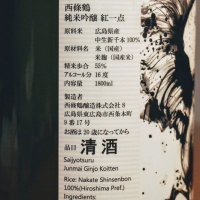 西條鶴
純米吟醸 紅一点
原料米 広島県産
中生新千本100%
原材料 米（国産）
米麹（国産米）
精米歩合 55%
アルコール分 16度
内容量 1800ml
製造者
西條鶴醸造株式会社S
広島県東広島市西条本町
9番17号
お酒は20歳になってから
品目 清酒
Saijyotsuru
Junmai Ginjo Koitten
Rice: Nakate Shinsenbon
100%(Hiroshima Pref.)
Ingredients: